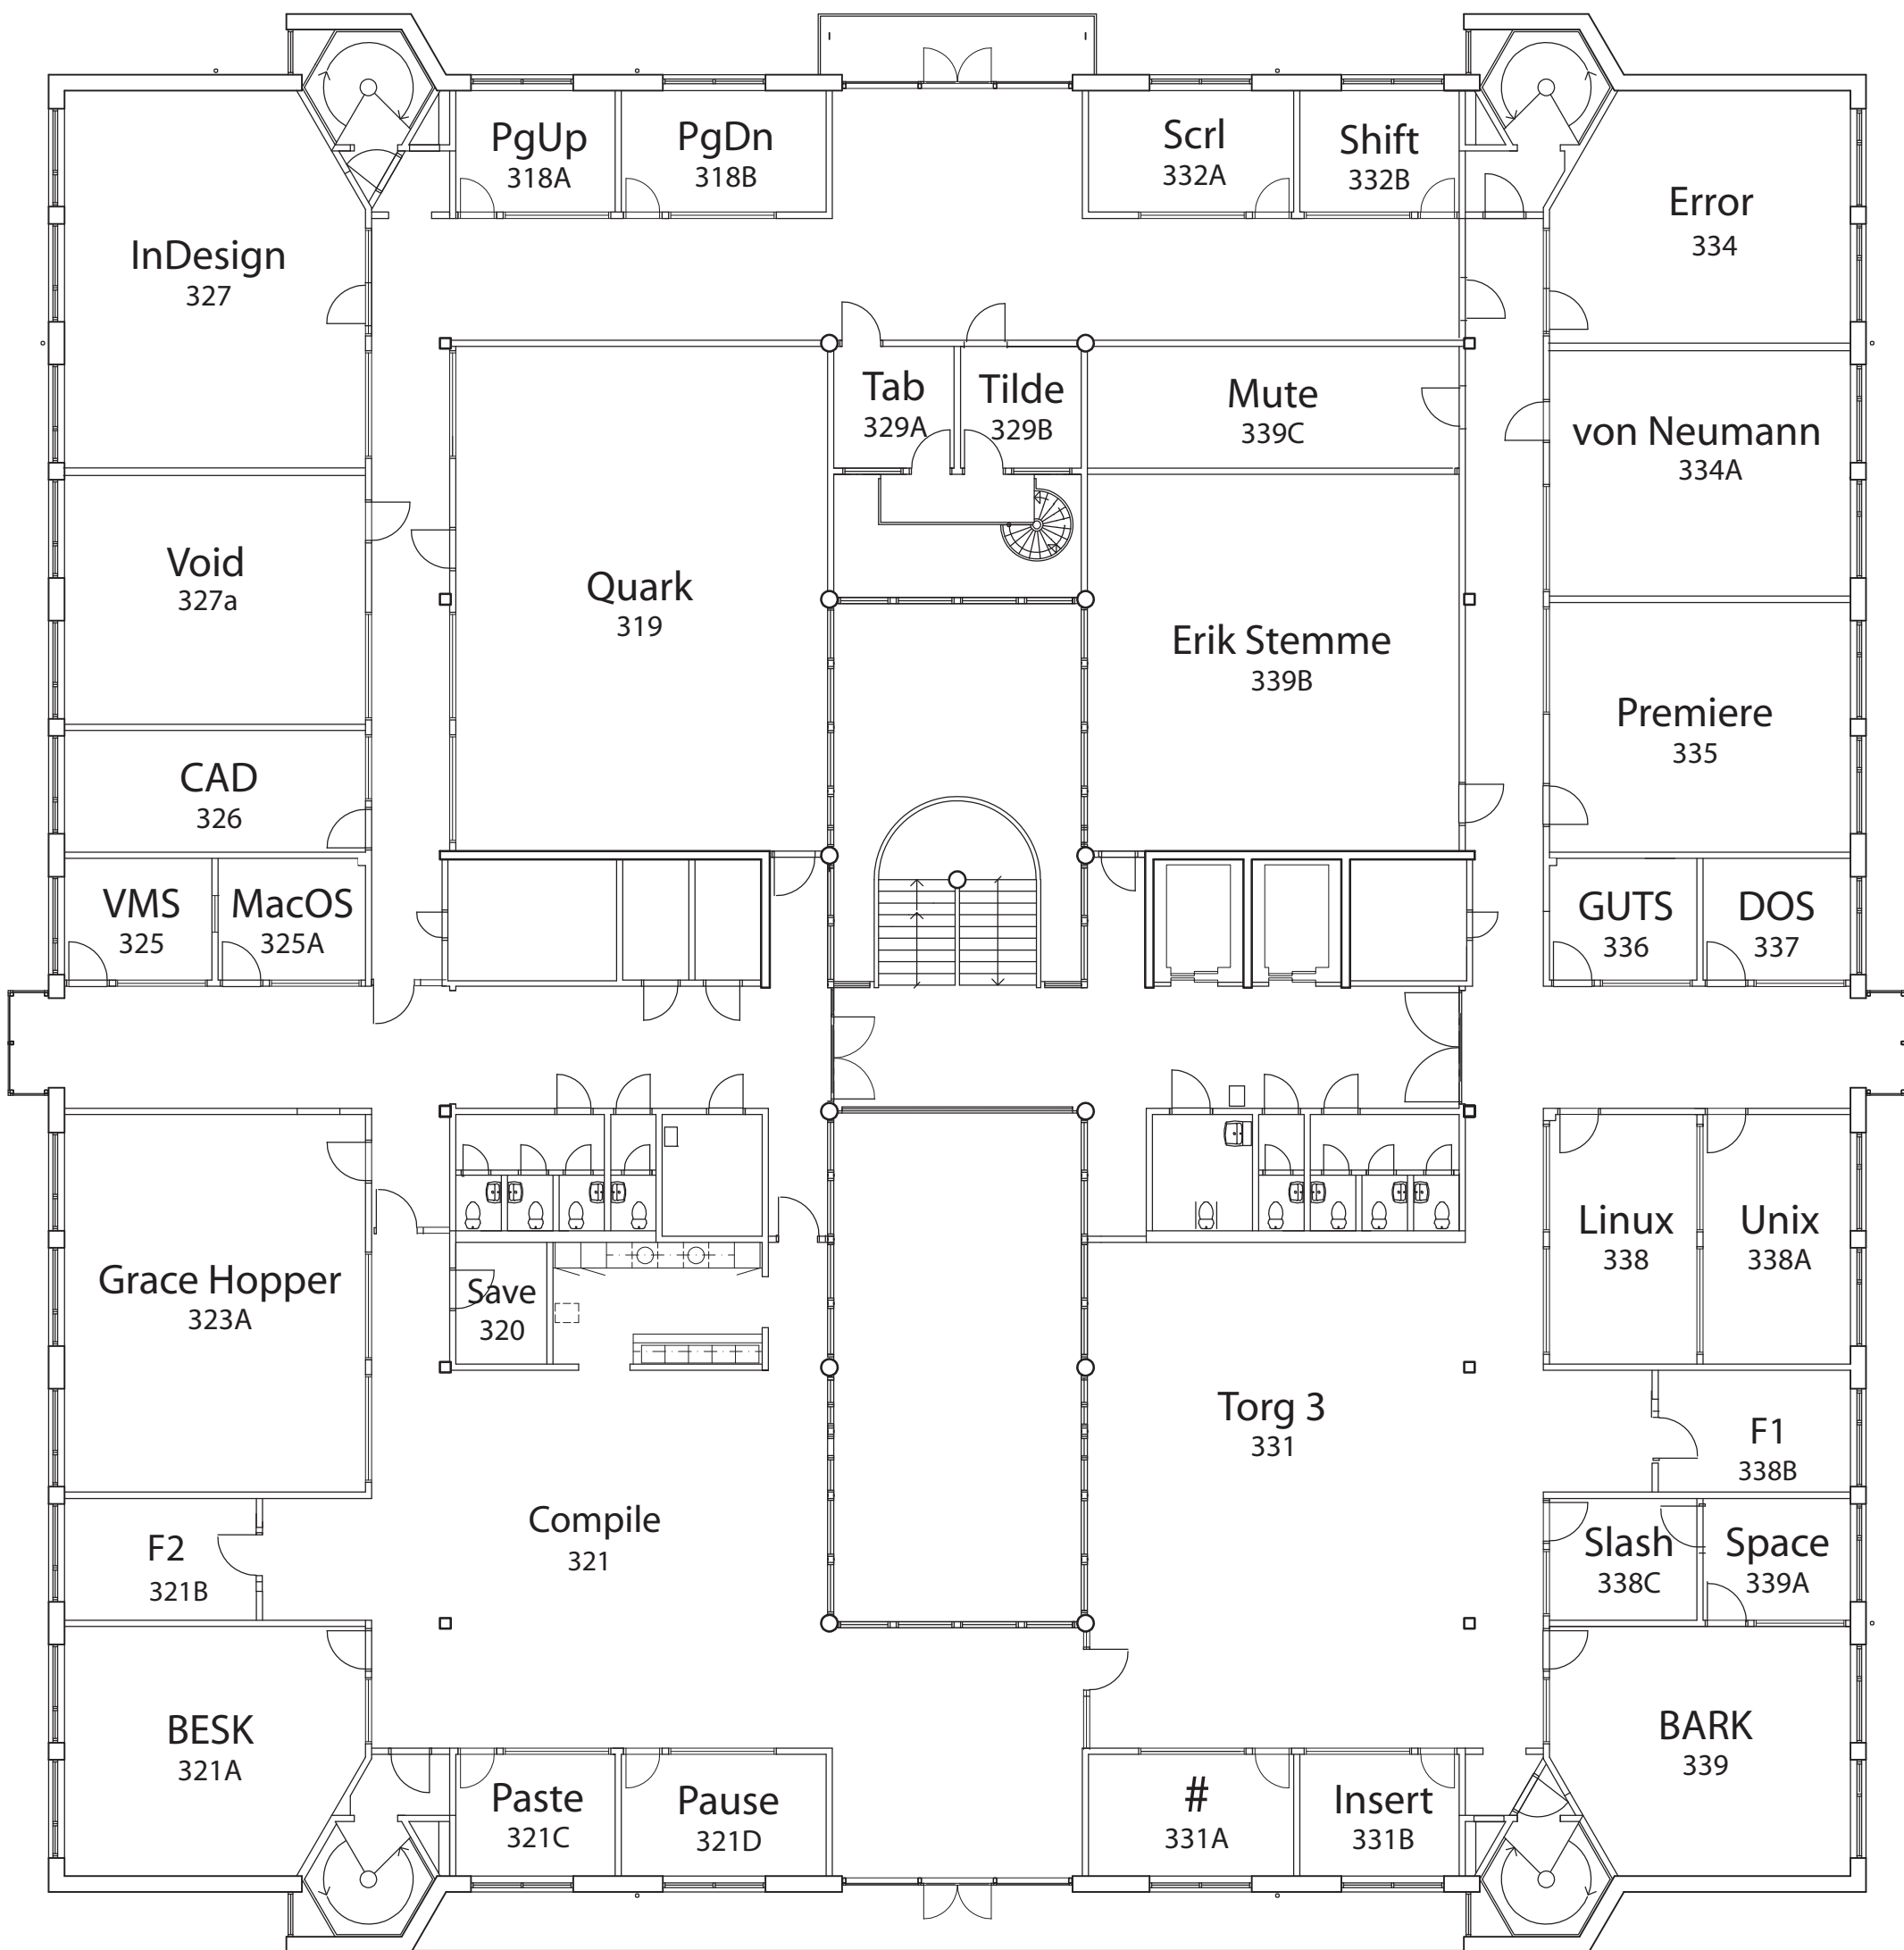 PgUp
318A
PgDn
318B
Scrl
332A
Shift
332B
Error
334
InDesign
327
Tab
329A
Tilde
329B
Mute
339C
von Neumann
334A
Void
327a
Quark
319
Erik Stemme
339B
Premiere
335
CAD
326
VMS
325
MacOS
325A
GUTS
336
DOS
337
Grace Hopper
323A
Save
320
Linux
338
Unix
338A
Torg 3
331
F1
338B
Compile
321
F2
321B
Slash
338C
Space
339A
BESK
321A
Paste
321C
Pause
321D
#
331A
Insert
331B
BARK
339